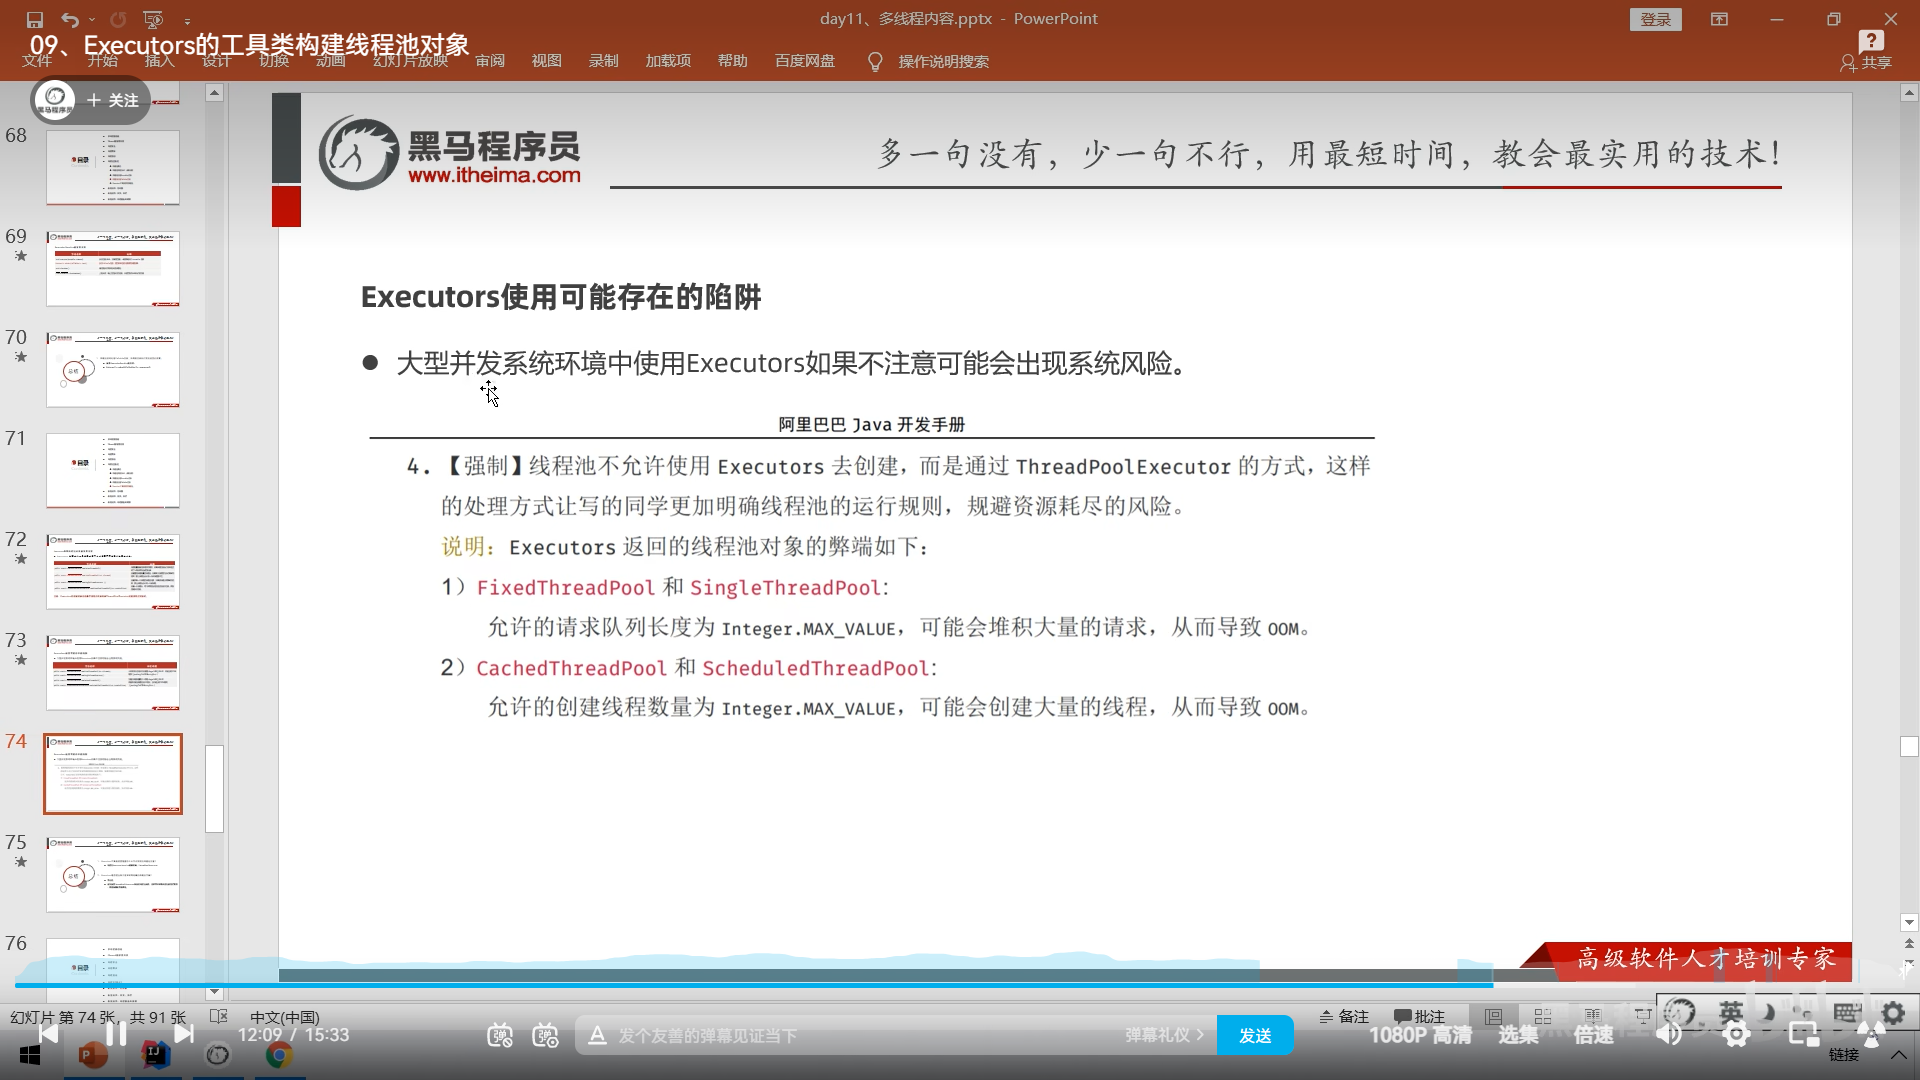 day11、多线程内容.pptx - PowerPoint
登录
09、Executors的工具类构建线程池对象
文件 开始 插入 设计 切换 动画 幻灯片放映 审阅 视图 录制 加载项 帮助 百度网盘 操作说明搜索
共享
+ 关注
68
69
70
71
72
73
74
75
76
黑马程序员
www.itheima.com
多一句没有，少一句不行，用最短时间，教会最实用的技术！
Executors使用可能存在的陷阱
● 大型并发系统环境中使用Executors如果不注意可能会出现系统风险。
阿里巴巴 Java 开发手册
4. 【强制】线程池不允许使用 Executors 去创建，而是通过 ThreadPoolExecutor 的方式，这样
的处理方式让写的同学更加明确线程池的运行规则，规避资源耗尽的风险。
说明：Executors 返回的线程池对象的弊端如下：
1）FixedThreadPool 和 SingleThreadPool：
允许的请求队列长度为 Integer.MAX_VALUE，可能会堆积大量的请求，从而导致 OOM。
2）CachedThreadPool 和 ScheduledThreadPool：
允许的创建线程数量为 Integer.MAX_VALUE，可能会创建大量的线程，从而导致 OOM。
高级软件人才培训专家
幻灯片 第 74 张，共 91 张 中文(中国)
备注 批注
英
12:09 / 15:33
发个友善的弹幕见证当下
弹幕礼仪
发送
1080P 高清 选集 倍速
链接